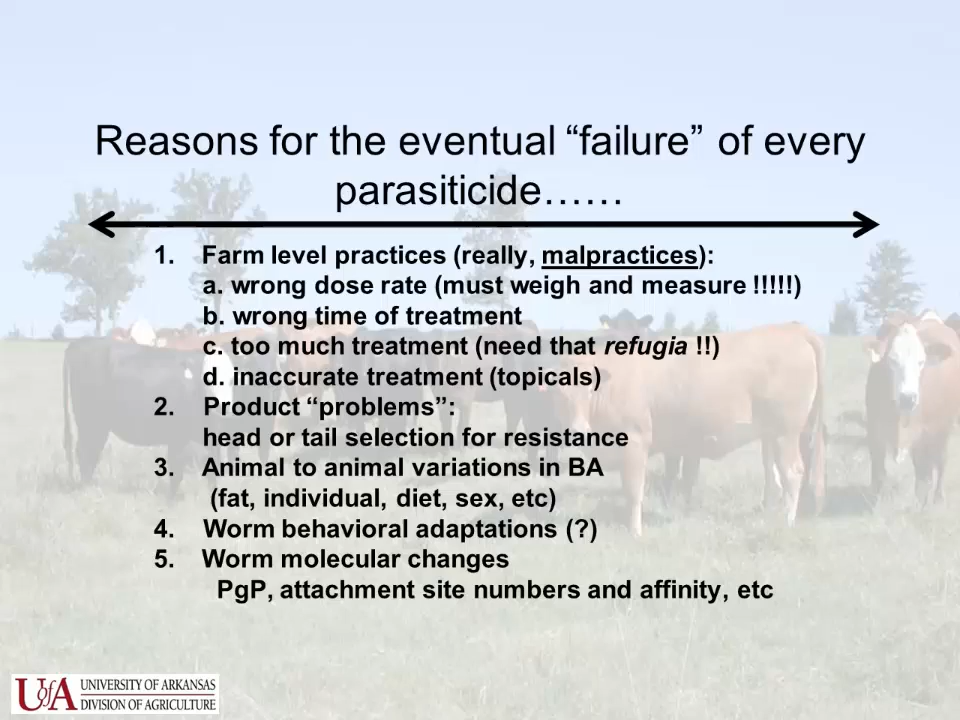 Reasons for the eventual “failure” of every
parasiticide……
1. Farm level practices (really, malpractices):
a. wrong dose rate (must weigh and measure !!!!!)
b. wrong time of treatment
c. too much treatment (need that refugia !!)
d. inaccurate treatment (topicals)
2. Product “problems”:
head or tail selection for resistance
3. Animal to animal variations in BA
(fat, individual, diet, sex, etc)
4. Worm behavioral adaptations (?)
5. Worm molecular changes
PgP, attachment site numbers and affinity, etc
UofA UNIVERSITY OF ARKANSAS
DIVISION OF AGRICULTURE